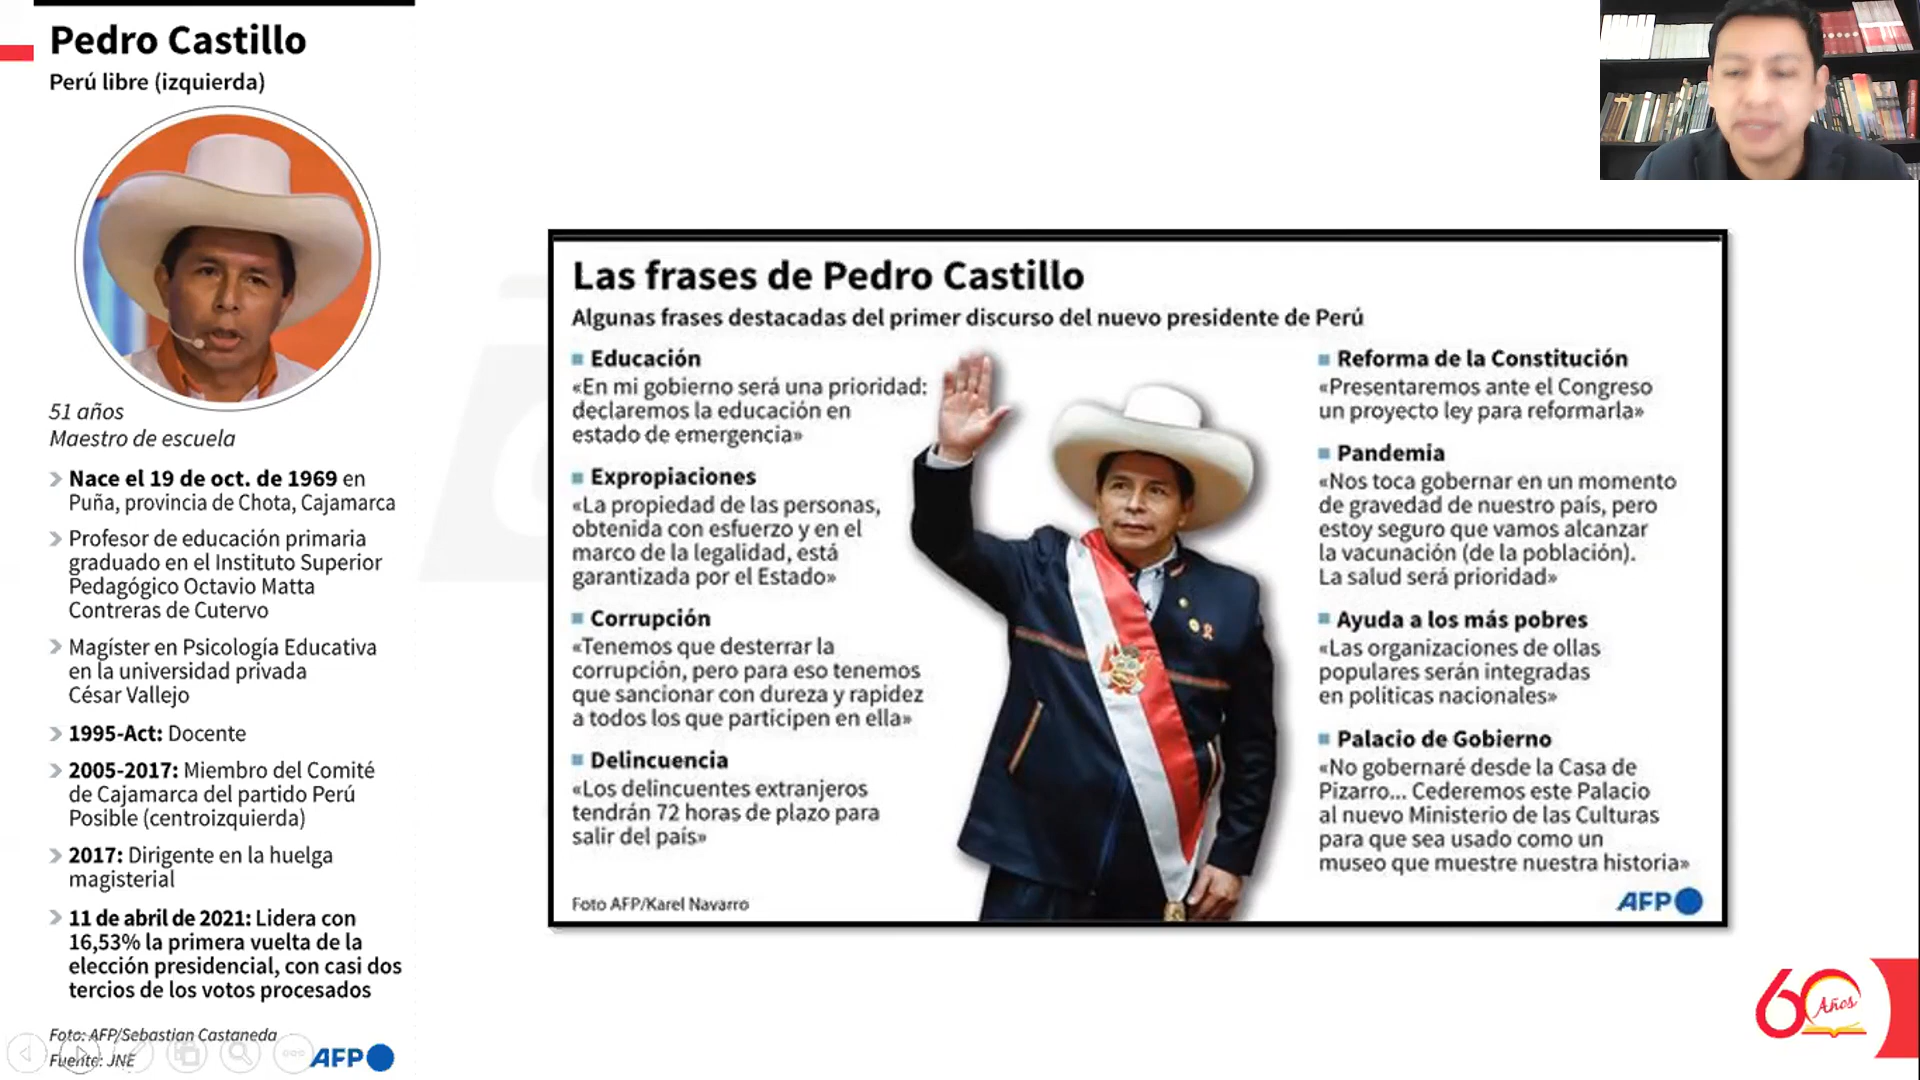 Pedro Castillo
Perú libre (izquierda)
51 años
Maestro de escuela
Nace el 19 de oct. de 1969 en
Puña, provincia de Chota, Cajamarca
Profesor de educación primaria
graduado en el Instituto Superior
Pedagógico Octavio Matta
Contreras de Cutervo
Magíster en Psicología Educativa
en la universidad privada
César Vallejo
1995-Act: Docente
2005-2017: Miembro del Comité
de Cajamarca del partido Perú
Posible (centroizquierda)
2017: Dirigente en la huelga
magisterial
11 de abril de 2021: Lidera con
16,53% la primera vuelta de la
elección presidencial, con casi dos
tercios de los votos procesados
Foto: AFP/Sebastian Castaneda
Fuente: JNE
AFP
Las frases de Pedro Castillo
Algunas frases destacadas del primer discurso del nuevo presidente de Perú
Educación
«En mi gobierno será una prioridad:
declaremos la educación en
estado de emergencia»
Expropiaciones
«La propiedad de las personas,
obtenida con esfuerzo y en el
marco de la legalidad, está
garantizada por el Estado»
Corrupción
«Tenemos que desterrar la
corrupción, pero para eso tenemos
que sancionar con dureza y rapidez
a todos los que participen en ella»
Delincuencia
«Los delincuentes extranjeros
tendrán 72 horas de plazo para
salir del país»
Foto AFP/Karel Navarro
Reforma de la Constitución
«Presentaremos ante el Congreso
un proyecto ley para reformarla»
Pandemia
«Nos toca gobernar en un momento
de gravedad de nuestro país, pero
estoy seguro que vamos alcanzar
la vacunación (de la población).
La salud será prioridad»
Ayuda a los más pobres
«Las organizaciones de ollas
populares serán integradas
en políticas nacionales»
Palacio de Gobierno
«No gobernaré desde la Casa de
Pizarro... Cederemos este Palacio
al nuevo Ministerio de las Culturas
para que sea usado como un
museo que muestre nuestra historia»
AFP
60 Años